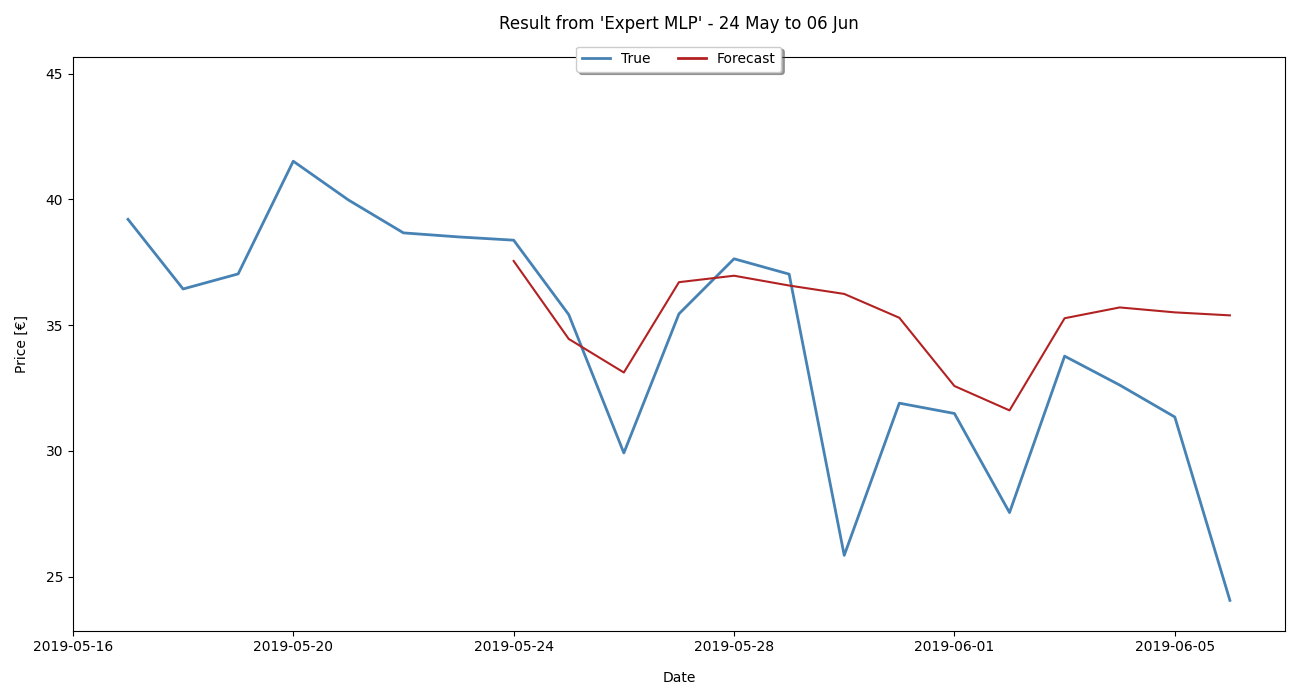 Result from 'Expert MLP' - 24 May to 06 Jun
True Forecast
45
40
35
30
25
Price [€]
2019-05-16 2019-05-20 2019-05-24 2019-05-28 2019-06-01 2019-06-05
Date